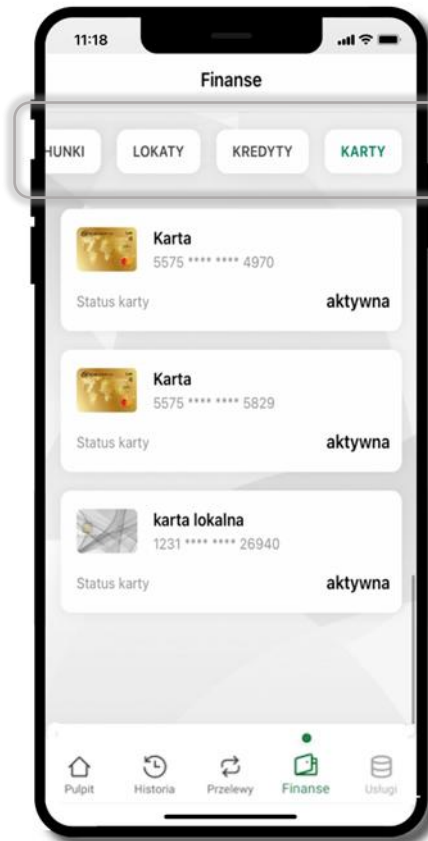 11:18
Finanse
HUNKI LOKATY KREDYTY KARTY
Karta
5575 **** **** 4970
Status karty aktywna
Karta
5575 **** **** 5829
Status karty aktywna
karta lokalna
1231 **** **** 26940
Status karty aktywna
Pulpit Historia Przelewy Finanse Usługi